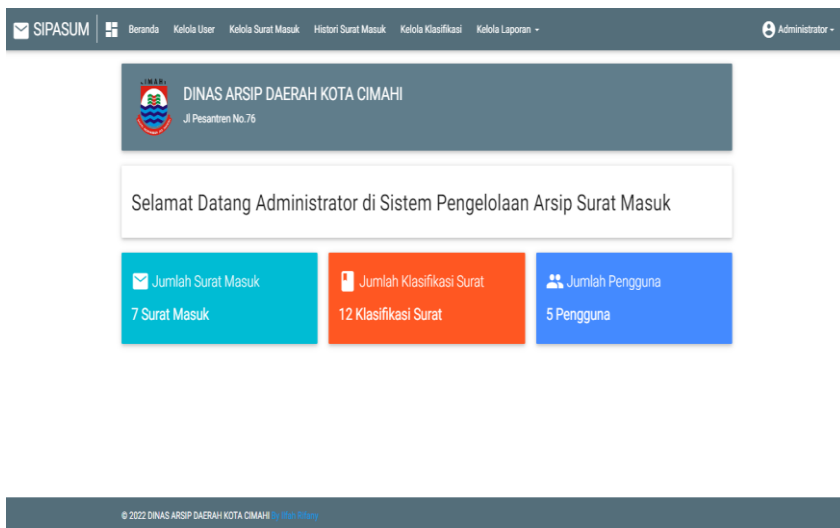 SIPASUM Beranda Kelola User Kelola Surat Masuk Histori Surat Masuk Kelola Klasifikasi Kelola Laporan Administrator
CIMAHI
DINAS ARSIP DAERAH KOTA CIMAHI
Jl Pesantren No.76
Selamat Datang Administrator di Sistem Pengelolaan Arsip Surat Masuk
Jumlah Surat Masuk
7 Surat Masuk
Jumlah Klasifikasi Surat
12 Klasifikasi Surat
Jumlah Pengguna
5 Pengguna
© 2022 DINAS ARSIP DAERAH KOTA CIMAHI By